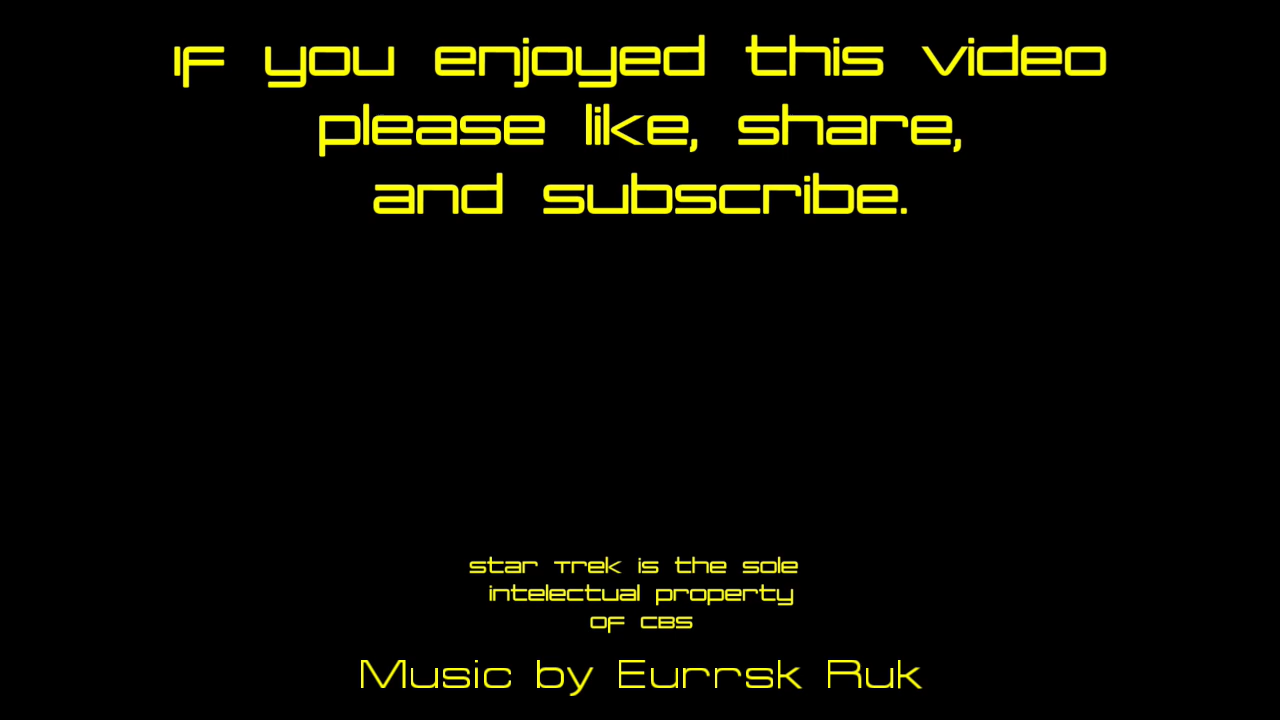 If you enjoyed this video
please like, share,
and subscribe.
Star Trek is the sole
intelectual property
of CBS
Music by Eurrsk Ruk